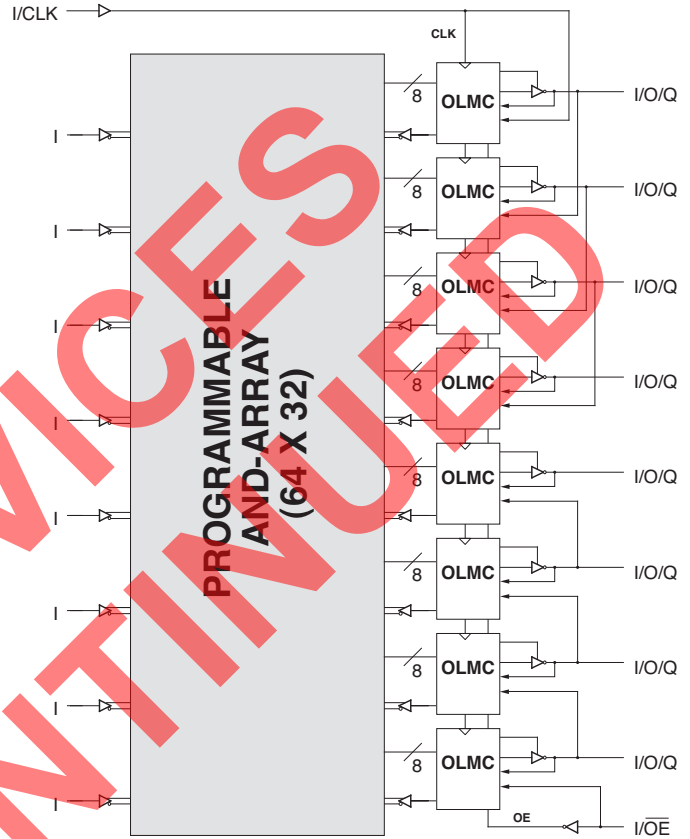 I/CLK
CLK
8
OLMC
I/O/Q
I
8
OLMC
I/O/Q
I
8
OLMC
I/O/Q
I
8
OLMC
I/O/Q
I
8
OLMC
I/O/Q
I
8
OLMC
I/O/Q
I
8
OLMC
I/O/Q
I
8
OLMC
I/O/Q
I
OE
I/OE
PROGRAMMABLE
AND-ARRAY
(64 X 32)
VICES
NTINUED